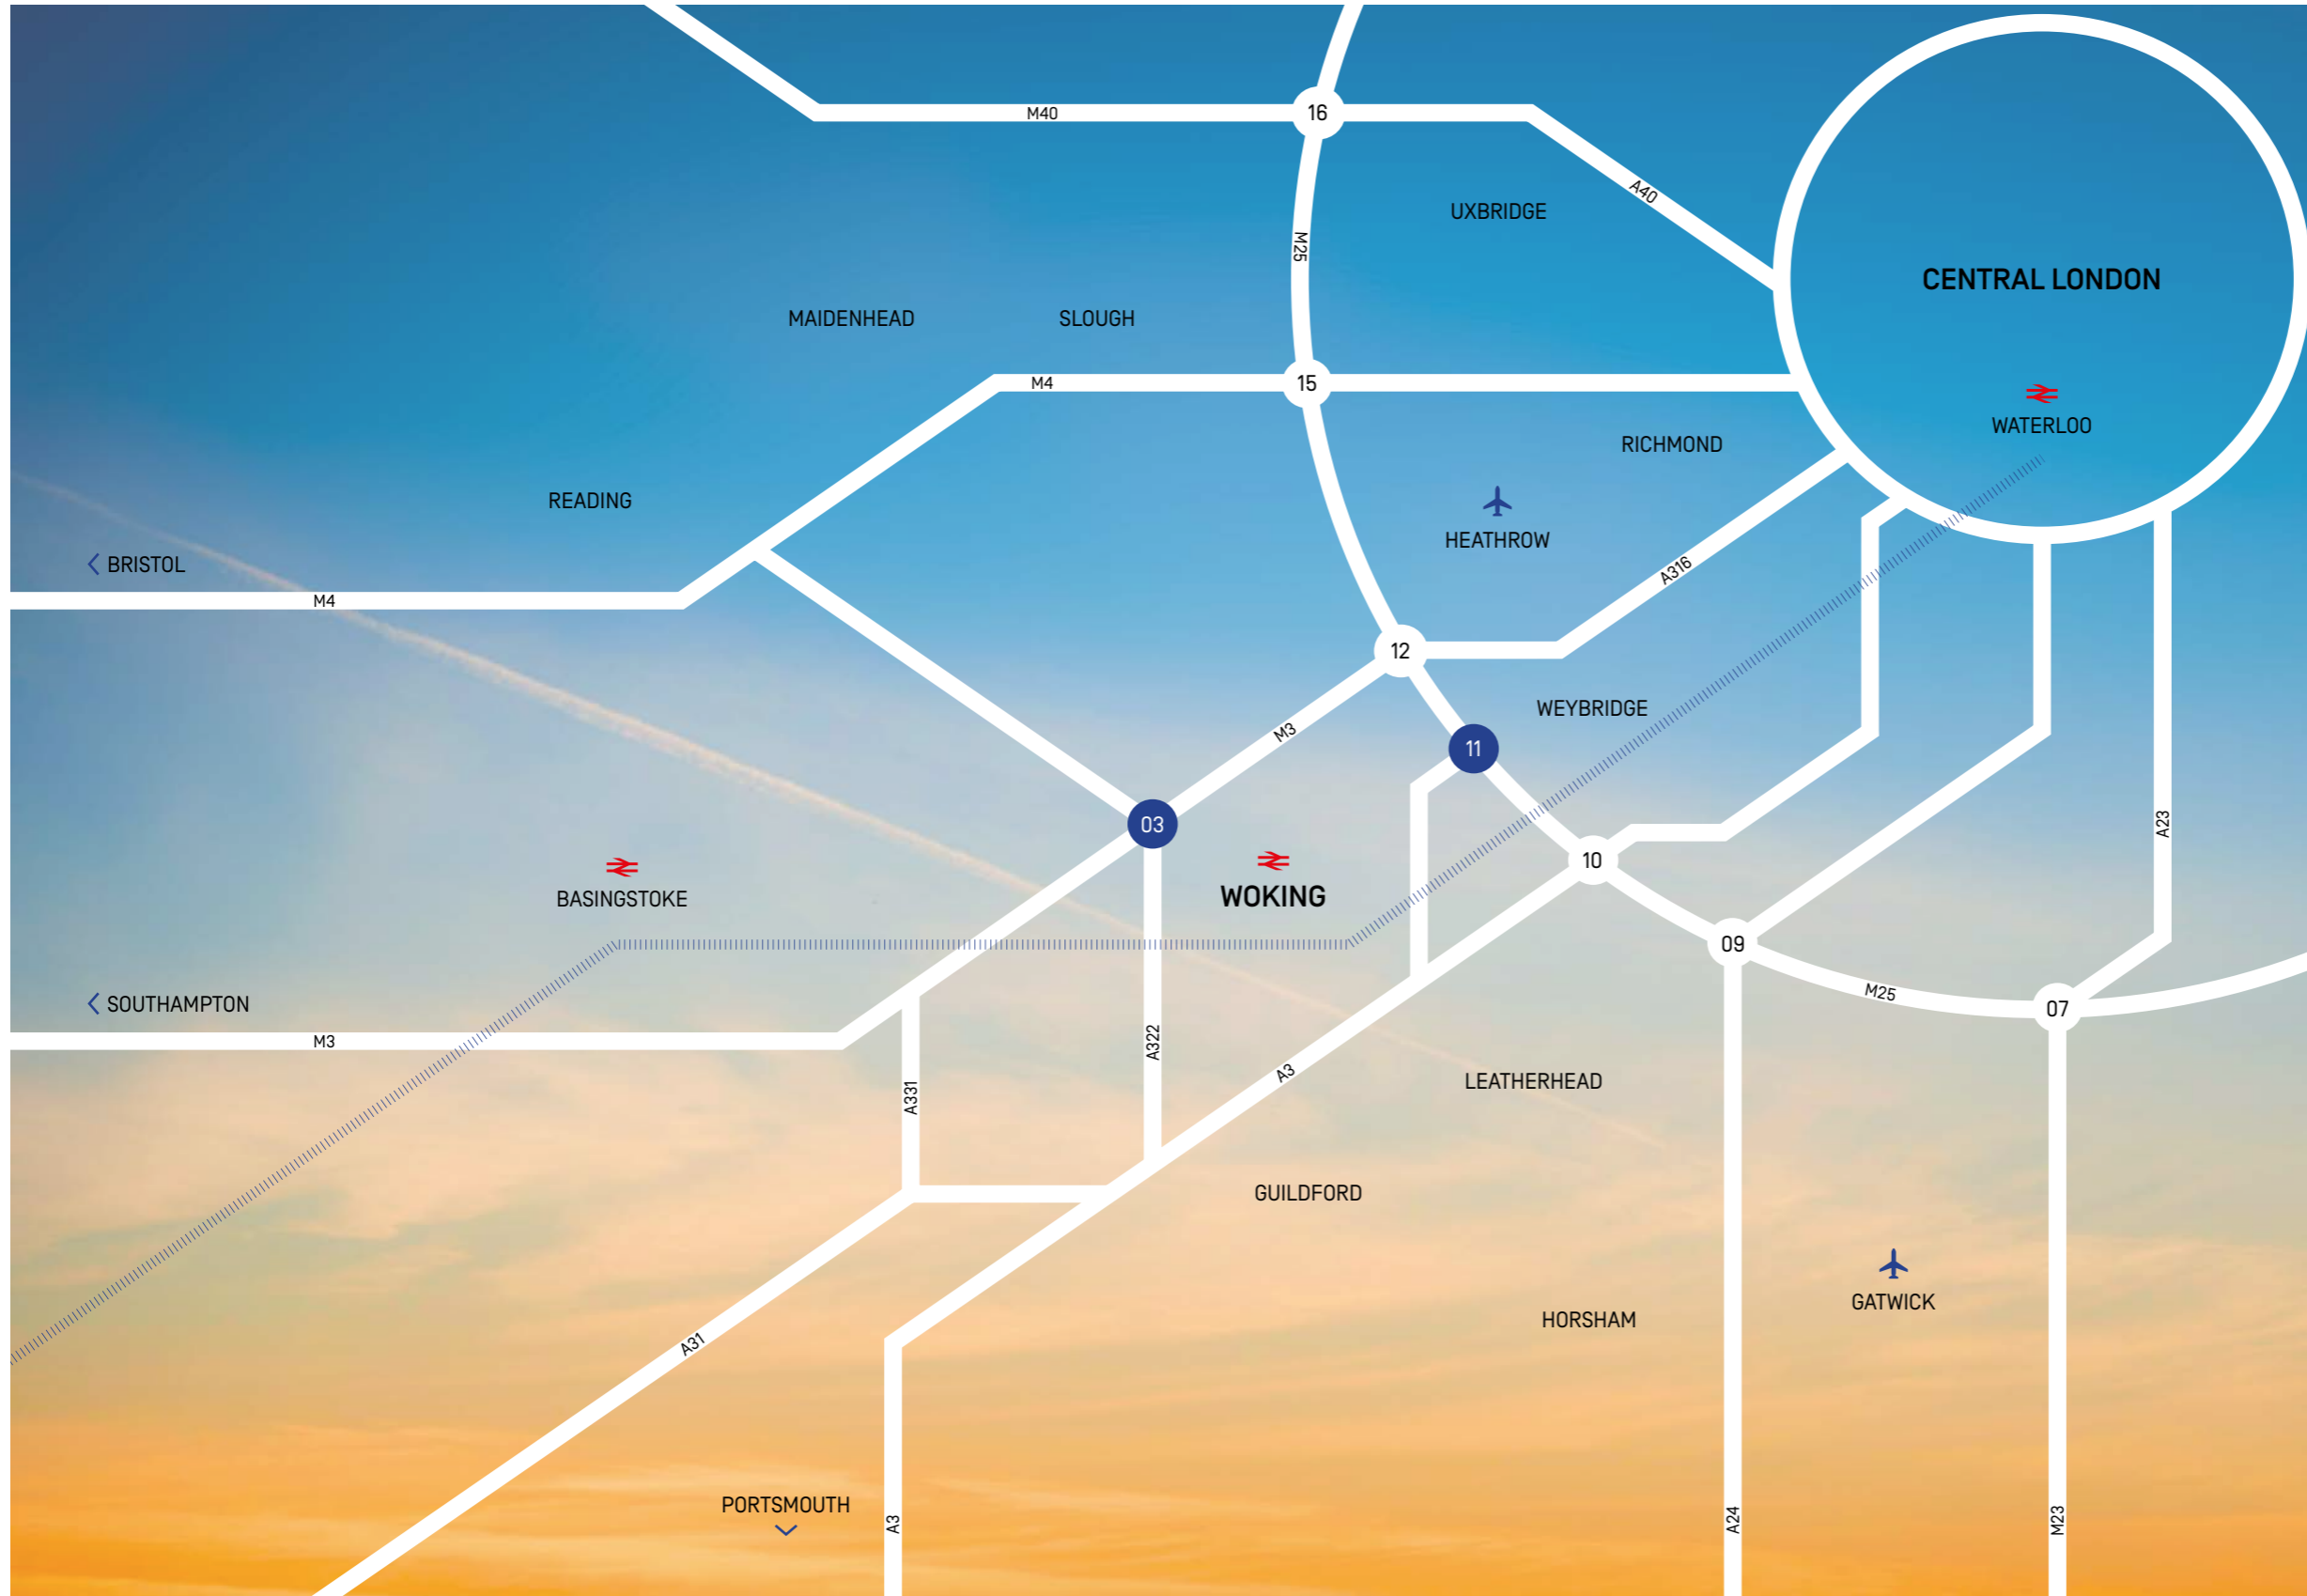 M40
16
A40
UXBRIDGE
M25
CENTRAL LONDON
MAIDENHEAD
SLOUGH
M4
15
WATERLOO
RICHMOND
READING
HEATHROW
BRISTOL
A316
M4
12
WEYBRIDGE
M3
11
03
A23
10
BASINGSTOKE
WOKING
09
M25
SOUTHAMPTON
07
M3
A322
A3
LEATHERHEAD
A331
GUILDFORD
GATWICK
HORSHAM
A31
PORTSMOUTH
A3
A24
M23